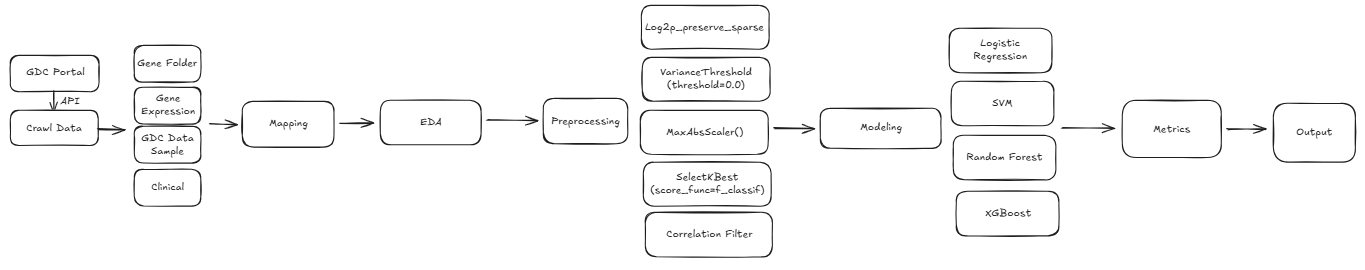 GDC Portal
API
Crawl Data
Gene Folder
Gene
Expression
GDC Data
Sample
Clinical
Mapping
EDA
Preprocessing
Log2p_preserve_sparse
VarianceThreshold
(threshold=0.0)
MaxAbsScaler()
SelectKBest
(score_func=f_classif)
Correlation Filter
Modeling
Logistic
Regression
SVM
Random Forest
XGBoost
Metrics
Output